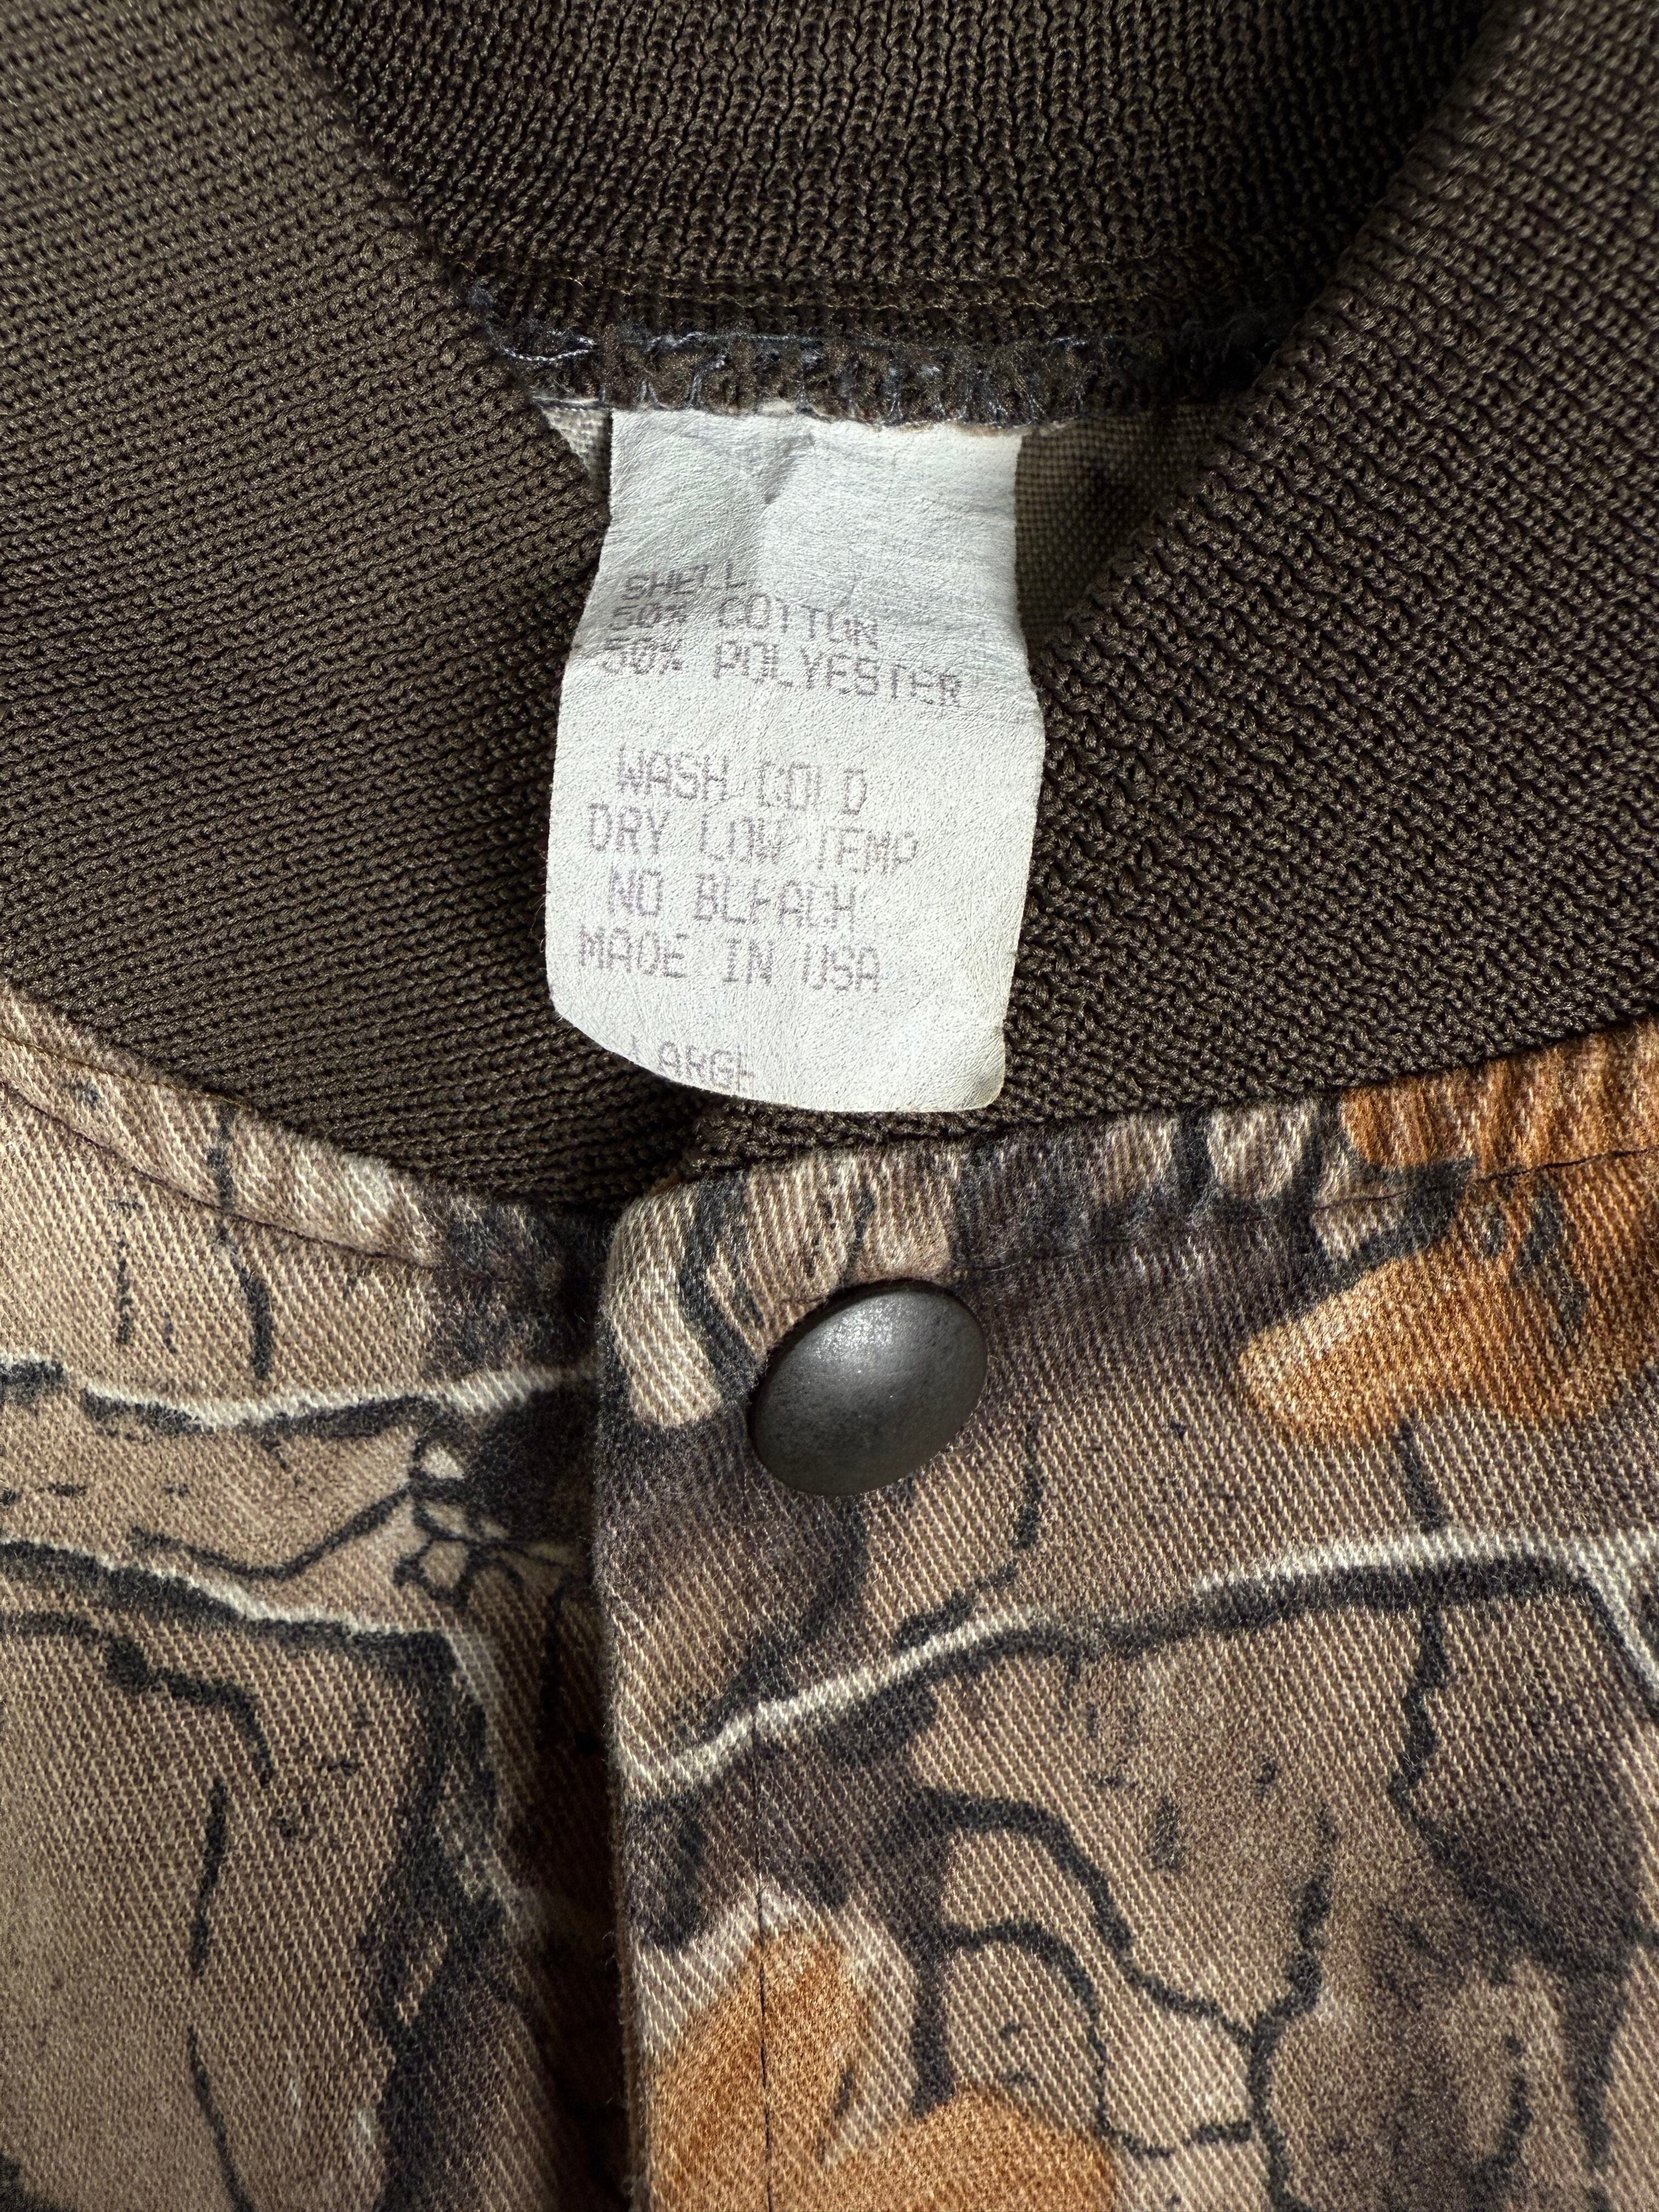 SHELL
50% COTTON
50% POLYESTER
WASH COLD
DRY LOW TEMP
NO BLEACH
MADE IN USA
LARGE